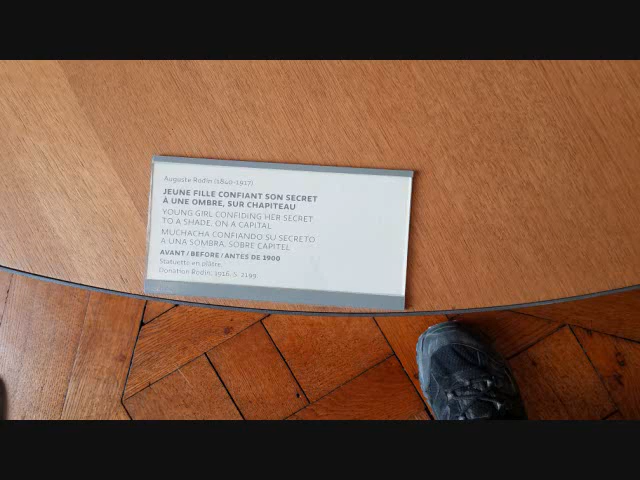 Auguste Rodin (1840-1917)
JEUNE FILLE CONFIANT SON SECRET
À UNE OMBRE, SUR CHAPITEAU
YOUNG GIRL CONFIDING HER SECRET
TO A SHADE, ON A CAPITAL
MUCHACHA CONFIANDO SU SECRETO
A UNA SOMBRA, SOBRE CAPITEL
AVANT / BEFORE / ANTES DE 1900
Statuette en plâtre
Donation Rodin, 1916, S. 2199